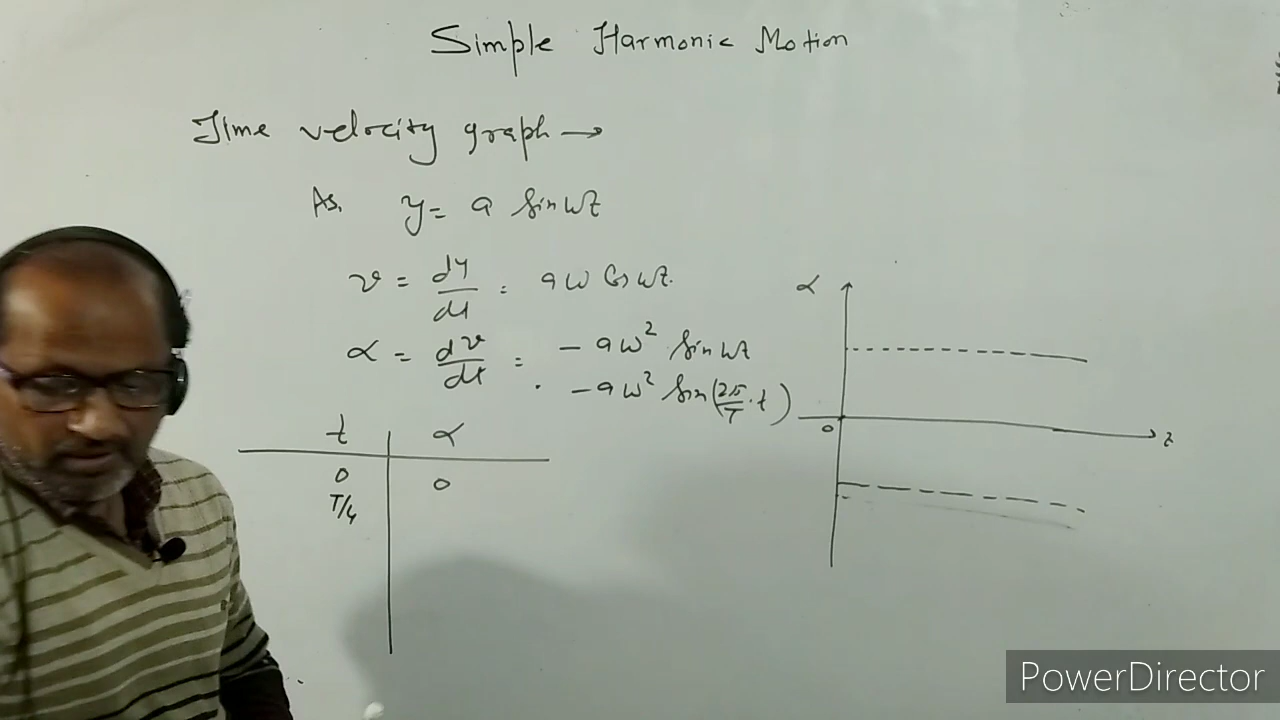 Simple Harmonic Motion
Time velocity graph →
As, y = a sin ωt
v = dy/dt = aω Cos ωt.
α = dv/dt = − aω² sin ωt
− aω² sin(2π/T · t)
t α
0 0
T/4
α
0 t
PowerDirector